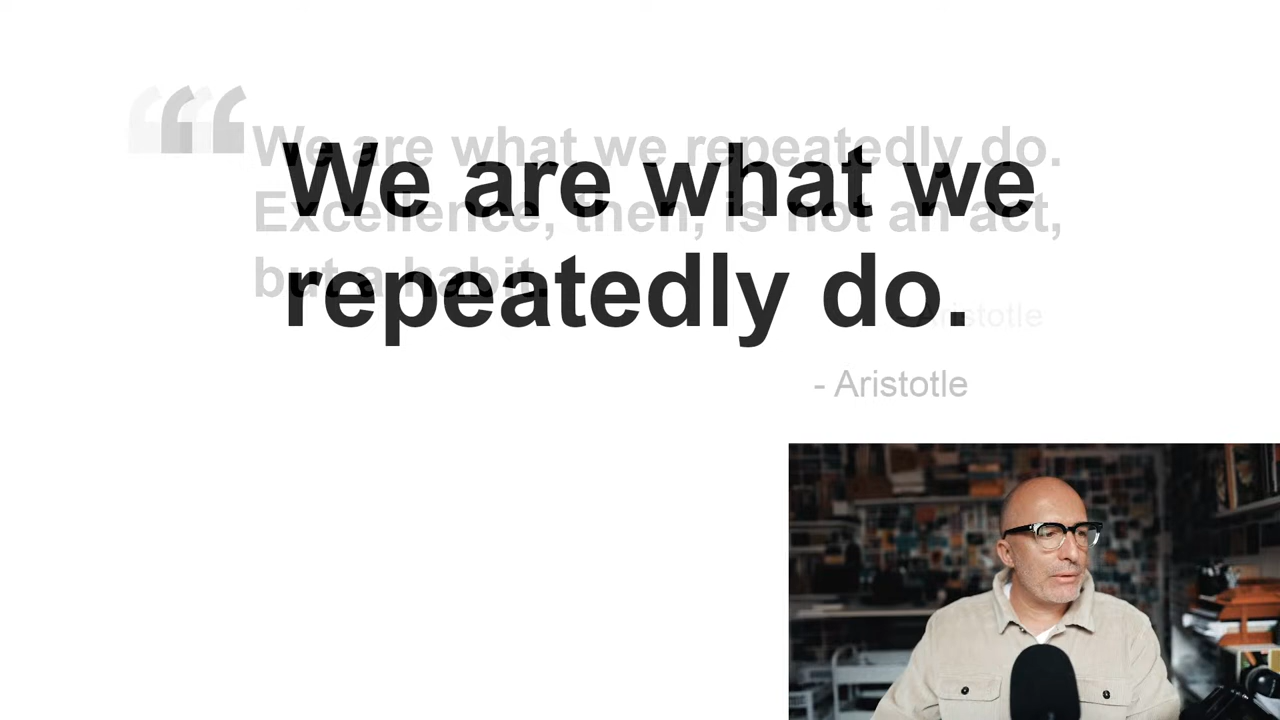 We are what we repeatedly do.
Excellence, then, is not an act,
but a habit.
- Aristotle
We are what we
repeatedly do.
- Aristotle